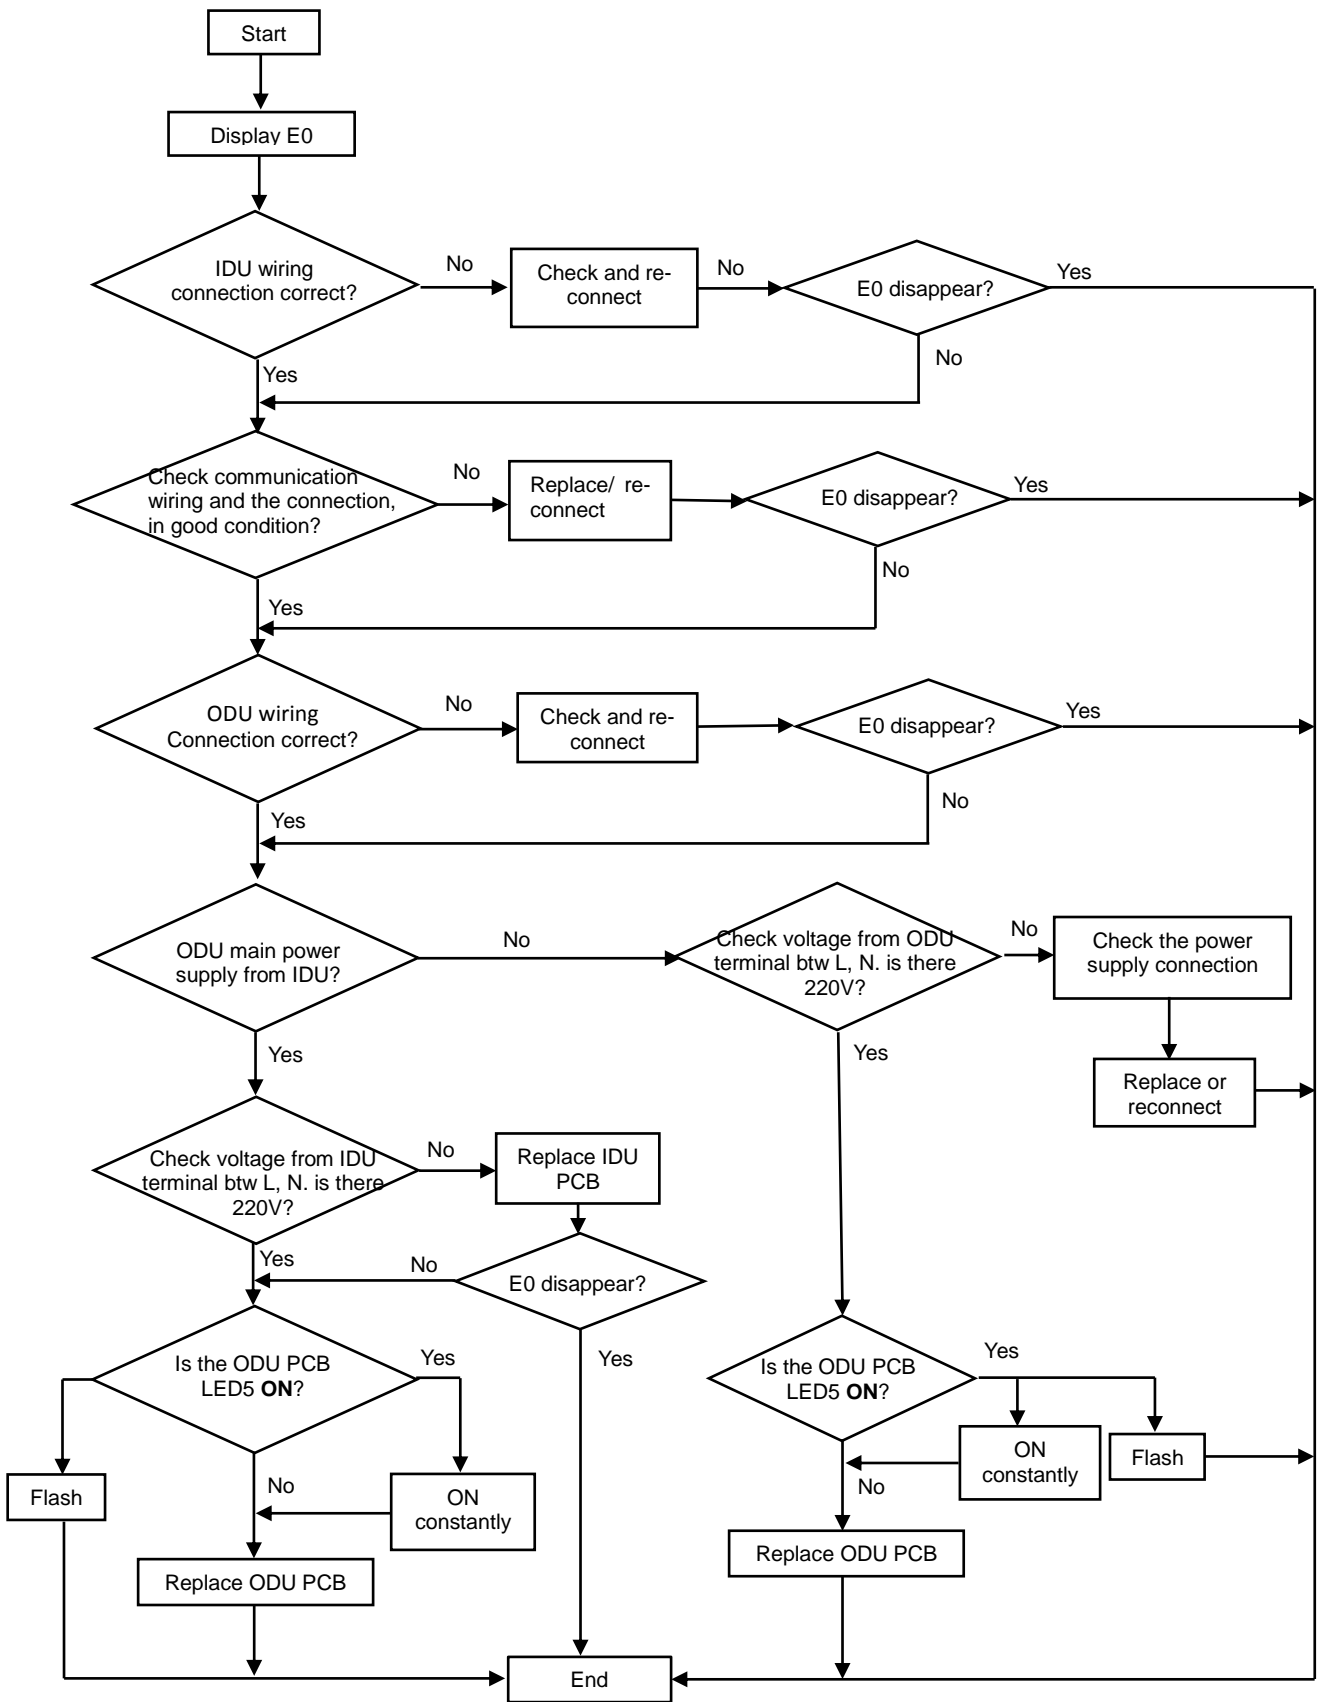 Start
Display E0
IDU wiring
connection correct?
No
Check and re-
connect
No
E0 disappear?
Yes
No
Yes
Check communication
wiring and the connection,
in good condition?
No
Replace/ re-
connect
E0 disappear?
Yes
No
Yes
ODU wiring
Connection correct?
No
Check and re-
connect
E0 disappear?
Yes
No
Yes
ODU main power
supply from IDU?
No
Check voltage from ODU
terminal btw L, N. is there
220V?
No
Check the power
supply connection
Yes
Yes
Replace or
reconnect
Check voltage from IDU
terminal btw L, N. is there
220V?
No
Replace IDU
PCB
Yes
No
E0 disappear?
Yes
Is the ODU PCB
LED5 ON?
Yes
Flash
No
ON
constantly
Replace ODU PCB
Is the ODU PCB
LED5 ON?
Yes
ON
constantly
Flash
No
Replace ODU PCB
End